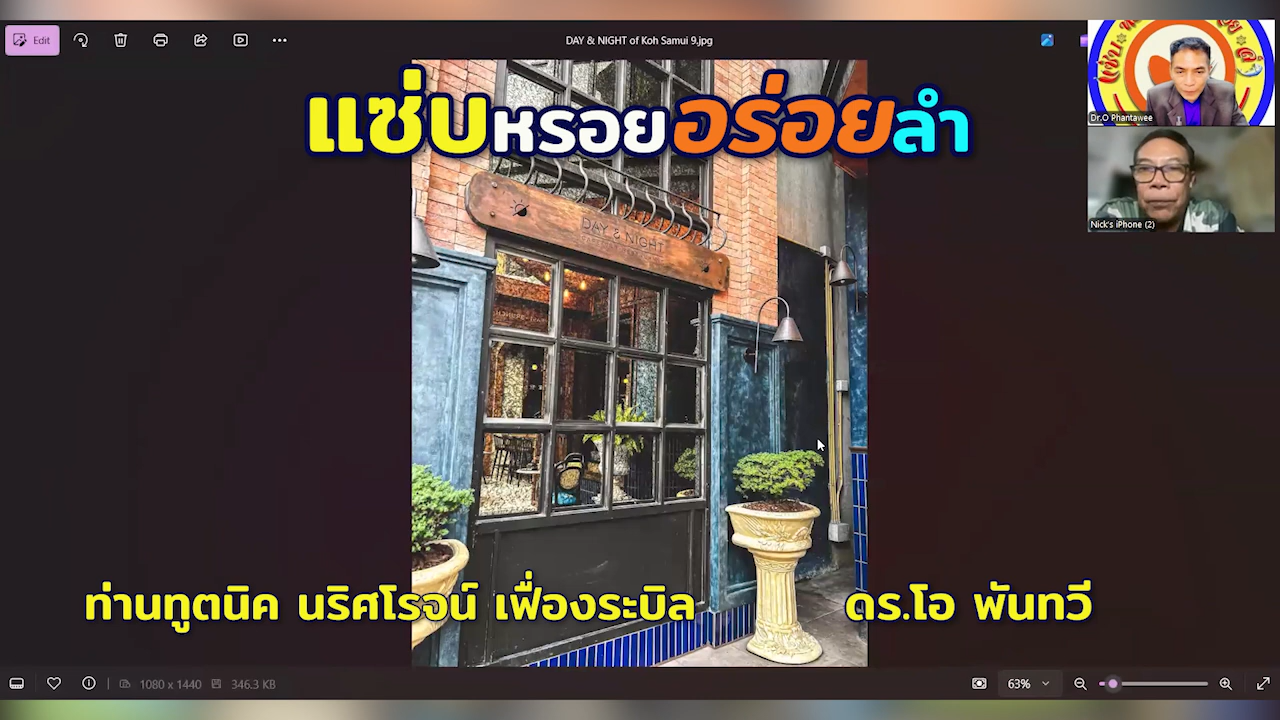 Edit
DAY & NIGHT of Koh Samui 9.jpg
แซ่บหรอยอร่อยลำ
Dr.O Phantawee
Nick's iPhone (2)
DAY & NIGHT
ท่านทูตนิค นริศโรจน์ เฟื่องระบิล
ดร.โอ พันทวี
1080 x 1440
346.3 KB
63%